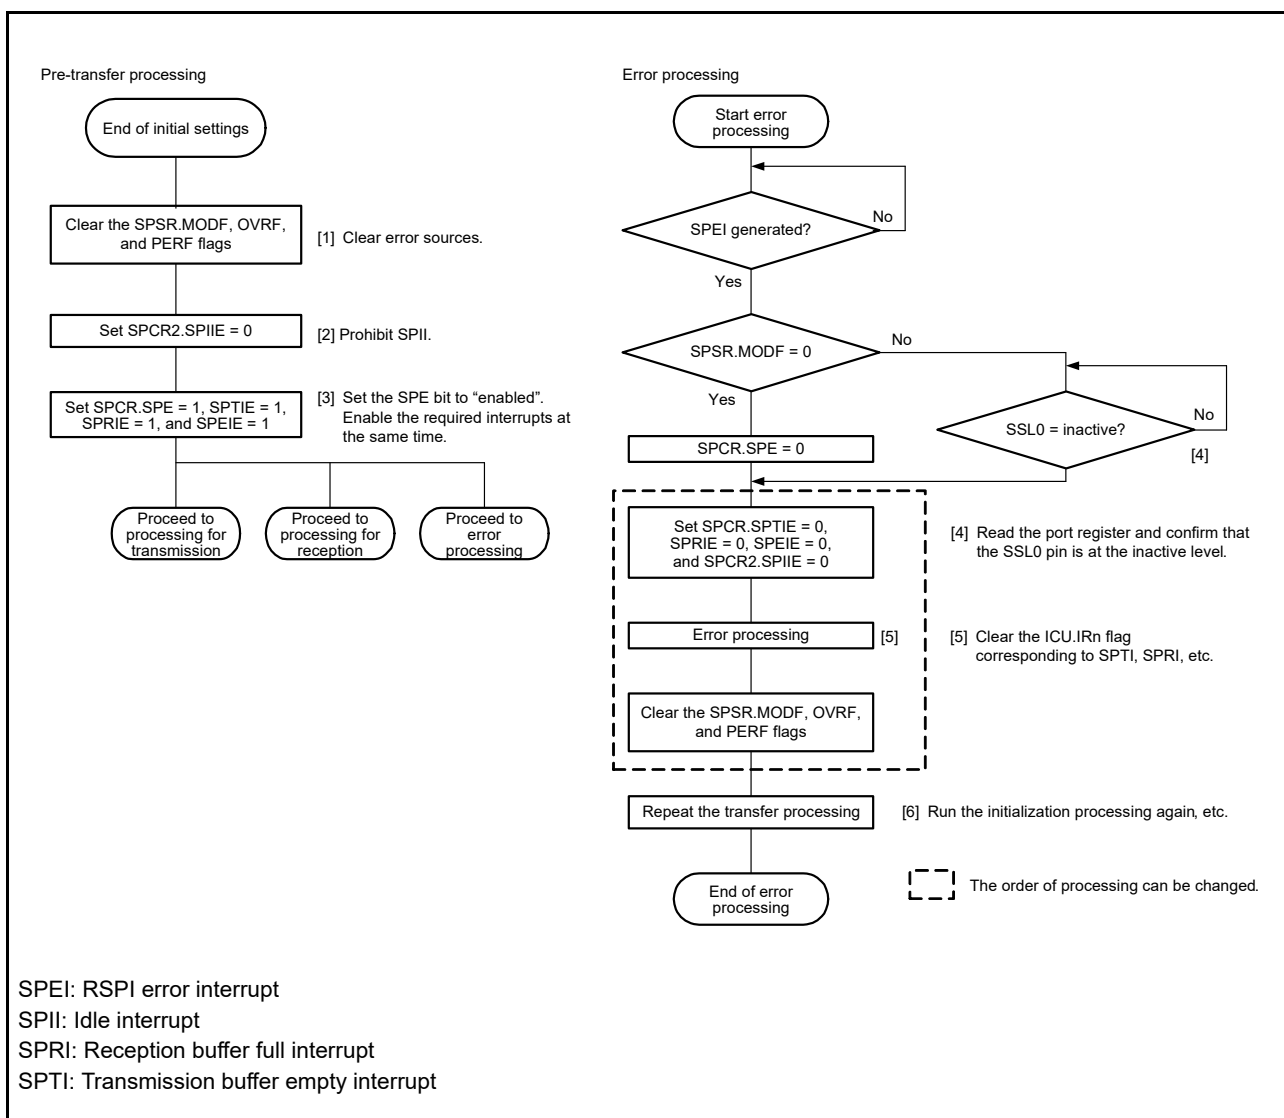 Pre-transfer processing
End of initial settings
Clear the SPSR.MODF, OVRF,
and PERF flags
[1] Clear error sources.
Set SPCR2.SPIIE = 0
[2] Prohibit SPII.
Set SPCR.SPE = 1, SPTIE = 1,
SPRIE = 1, and SPEIE = 1
[3] Set the SPE bit to “enabled”.
Enable the required interrupts at
the same time.
Proceed to
processing for
transmission
Proceed to
processing for
reception
Proceed to
error
processing
Error processing
Start error
processing
SPEI generated?
No
Yes
SPSR.MODF = 0
No
Yes
SSL0 = inactive?
No
[4]
SPCR.SPE = 0
Set SPCR.SPTIE = 0,
SPRIE = 0, SPEIE = 0,
and SPCR2.SPIIE = 0
[4] Read the port register and confirm that
the SSL0 pin is at the inactive level.
Error processing
[5]
[5] Clear the ICU.IRn flag
corresponding to SPTI, SPRI, etc.
Clear the SPSR.MODF, OVRF,
and PERF flags
Repeat the transfer processing
[6] Run the initialization processing again, etc.
End of error
processing
The order of processing can be changed.
SPEI: RSPI error interrupt
SPII: Idle interrupt
SPRI: Reception buffer full interrupt
SPTI: Transmission buffer empty interrupt